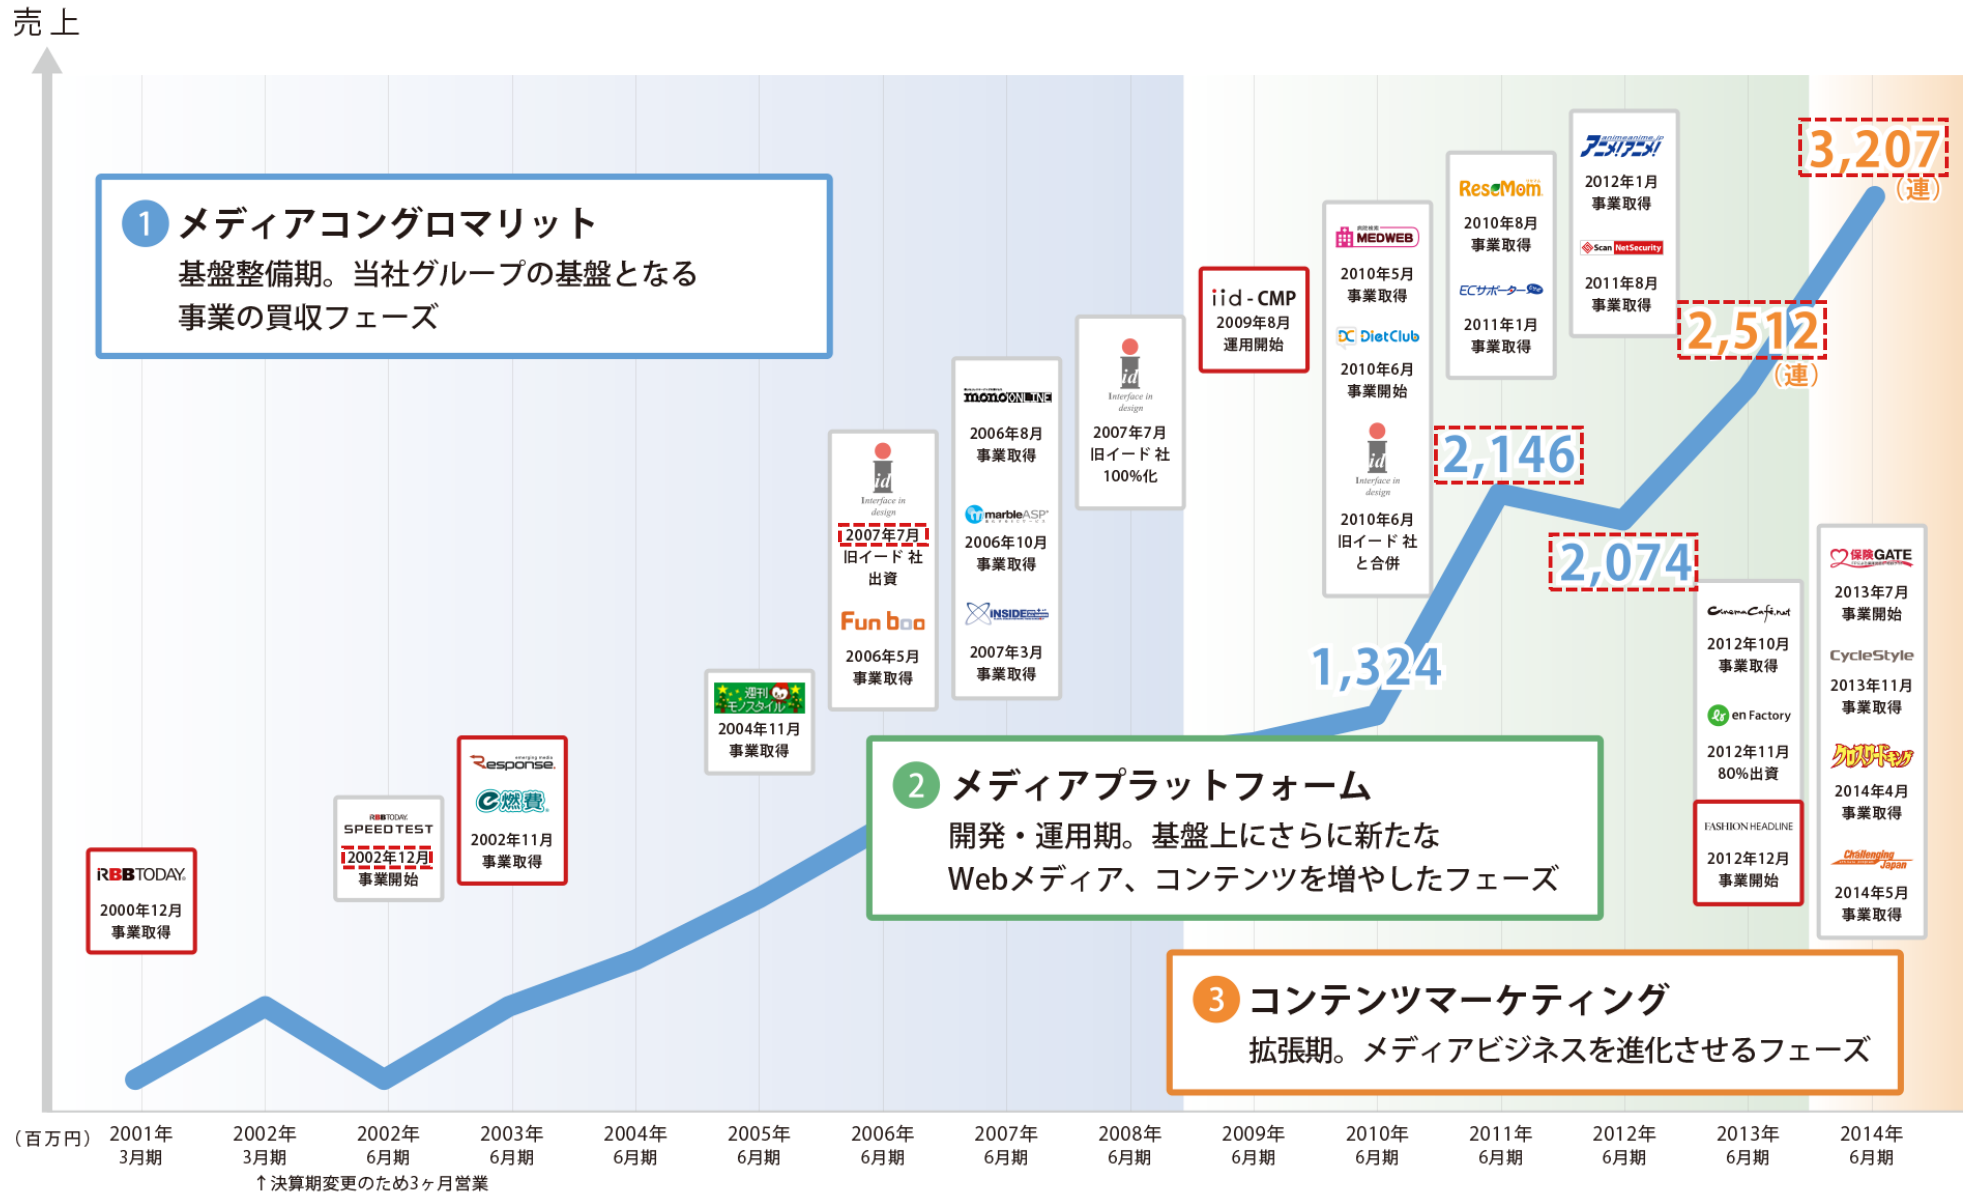 売上
1 メディアコングロマリット
基盤整備期。当社グループの基盤となる
事業の買収フェーズ
RBBTODAY
2000年12月
事業取得
RBBTODAY
SPEEDTEST
2002年12月
事業開始
emerging media
Response.
e燃費
2002年11月
事業取得
週刊
モノスタイル
2004年11月
事業取得
id
Interface in
design
2007年7月
旧イード 社
出資
Fun boo
2006年5月
事業取得
mono ONLINE
2006年8月
事業取得
marbleASP
2006年10月
事業取得
INSIDE
2007年3月
事業取得
id
Interface in
design
2007年7月
旧イード 社
100%化
iid-CMP
2009年8月
運用開始
MEDWEB
2010年5月
事業取得
DC DietClub
2010年6月
事業開始
id
Interface in
design
2010年6月
旧イード 社
と合併
ReseMom
2010年8月
事業取得
ECサポーター
2011年1月
事業取得
animeanime.jp
アニメ!アニメ!
2012年1月
事業取得
Scan NetSecurity
2011年8月
事業取得
1,324
2,146
2,074
2,512
(連)
3,207
(連)
CinemaCafé.net
2012年10月
事業取得
en Factory
2012年11月
80%出資
FASHION HEADLINE
2012年12月
事業開始
保険GATE
2013年7月
事業開始
CycleStyle
2013年11月
事業取得
クロスワードキング
2014年4月
事業取得
Challenging
Japan
2014年5月
事業取得
2 メディアプラットフォーム
開発・運用期。基盤上にさらに新たな
Webメディア、コンテンツを増やしたフェーズ
3 コンテンツマーケティング
拡張期。メディアビジネスを進化させるフェーズ
(百万円)
2001年
3月期
2002年
3月期
2002年
6月期
2003年
6月期
2004年
6月期
2005年
6月期
2006年
6月期
2007年
6月期
2008年
6月期
2009年
6月期
2010年
6月期
2011年
6月期
2012年
6月期
2013年
6月期
2014年
6月期
↑決算期変更のため3ヶ月営業